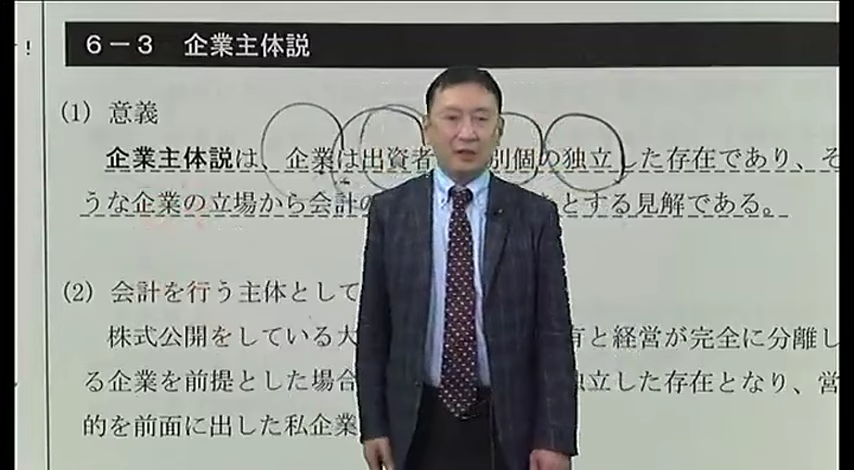 !
6－3 企業主体説
(1) 意義
企業主体説は、企業は出資者 別個の独立した存在であり、そ
うな企業の立場から会計の とする見解である。
(2) 会計を行う主体として
株式公開をしている大 有と経営が完全に分離し
る企業を前提とした場合 独立した存在となり、営
的を前面に出した私企業